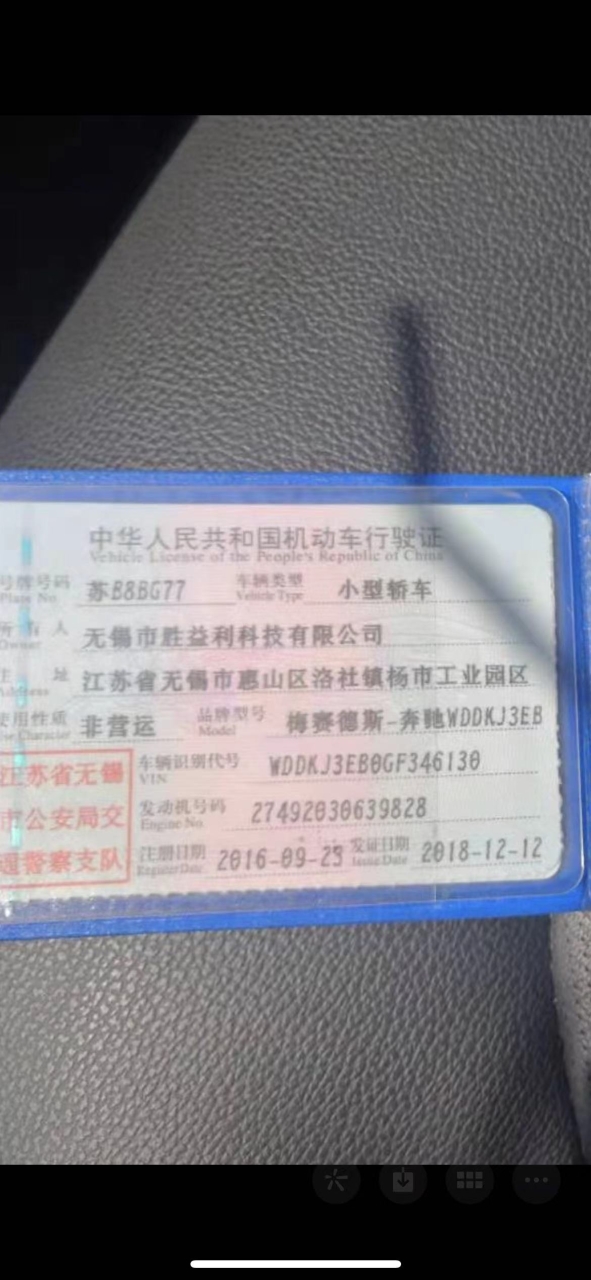 中华人民共和国机动车行驶证
Vehicle License of the People's Republic of China
号牌号码 苏B8BG77 车辆类型 小型轿车
Plate No. Vehicle Type
所有人 无锡市胜益利科技有限公司
Owner
住址 江苏省无锡市惠山区洛社镇杨市工业园区
Address
使用性质 非营运 品牌型号 梅赛德斯-奔驰WDDKJ3EB
Use Character Model
江苏省无锡
市公安局交
通警察支队
车辆识别代号 WDDKJ3EB0GF346130
VIN
发动机号码 27492030639828
Engine No.
注册日期 2016-09-23 发证日期 2018-12-12
Register Date Issue Date